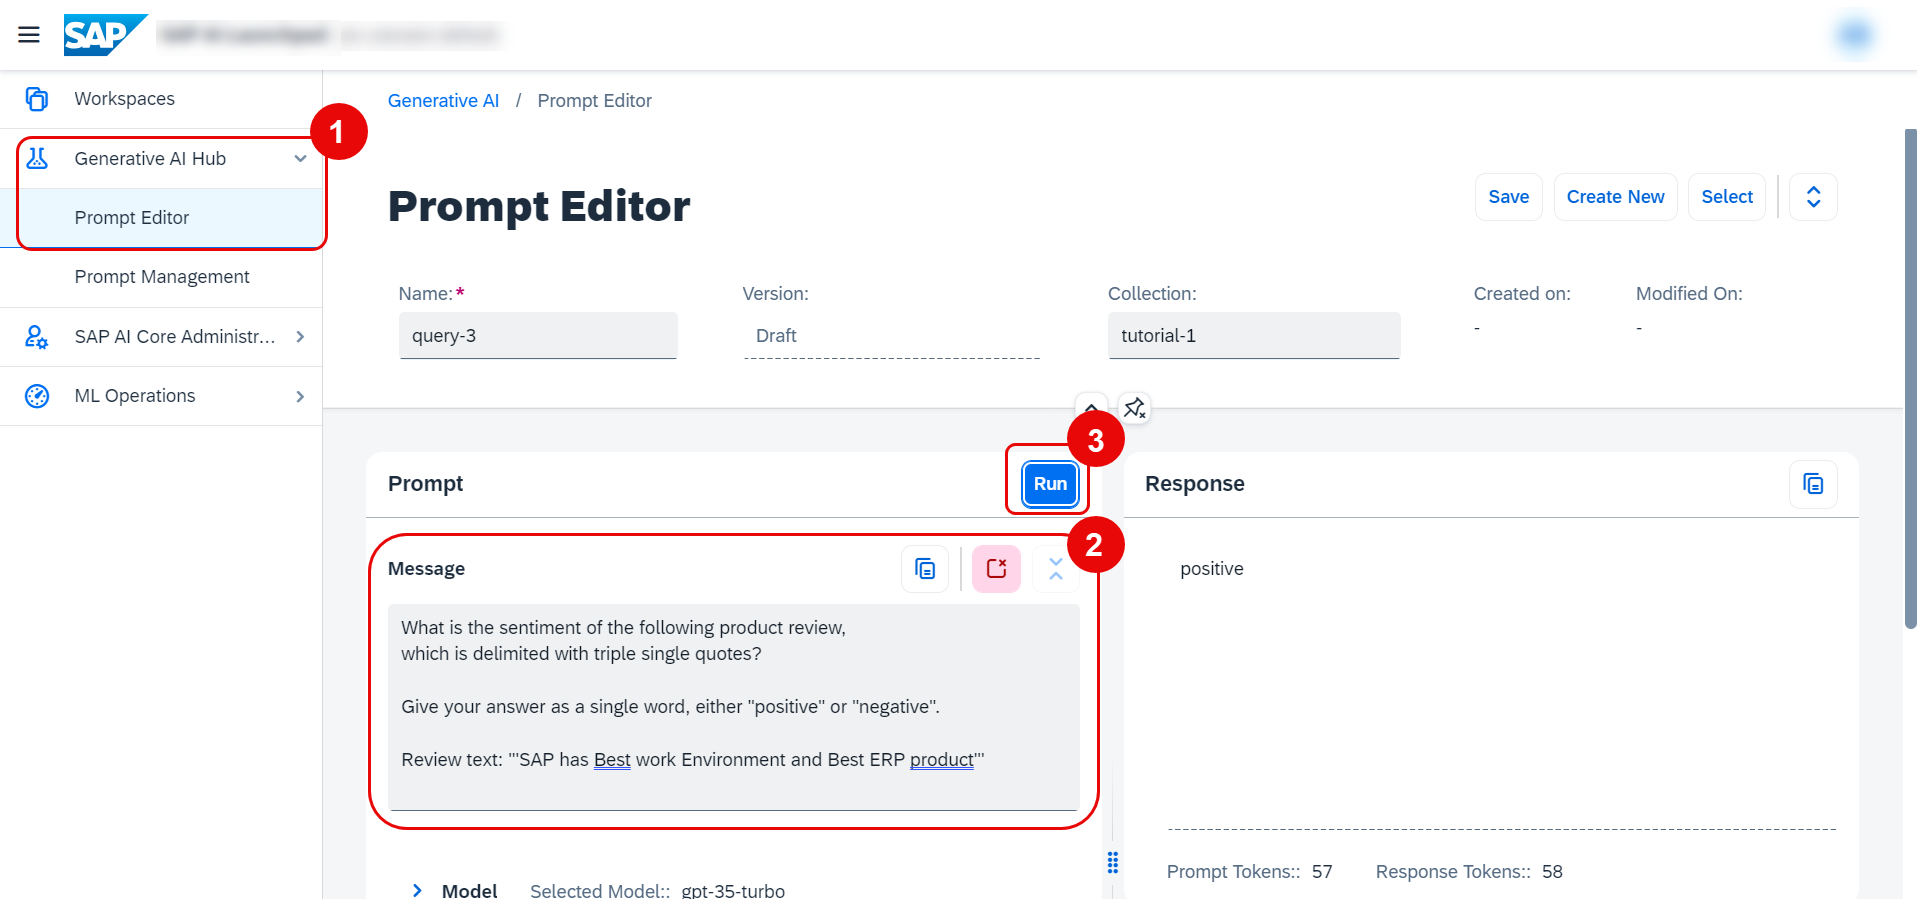 SAP
Workspaces
Generative AI Hub
Prompt Editor
Prompt Management
SAP AI Core Administr...
ML Operations
1
Generative AI / Prompt Editor
Prompt Editor
Save
Create New
Select
Name:*
query-3
Version:
Draft
Collection:
tutorial-1
Created on:
-
Modified On:
-
3
Prompt
Run
2
Message
What is the sentiment of the following product review,
which is delimited with triple single quotes?
Give your answer as a single word, either "positive" or "negative".
Review text: '''SAP has Best work Environment and Best ERP product'''
Model Selected Model:: gpt-35-turbo
Response
positive
Prompt Tokens:: 57 Response Tokens:: 58